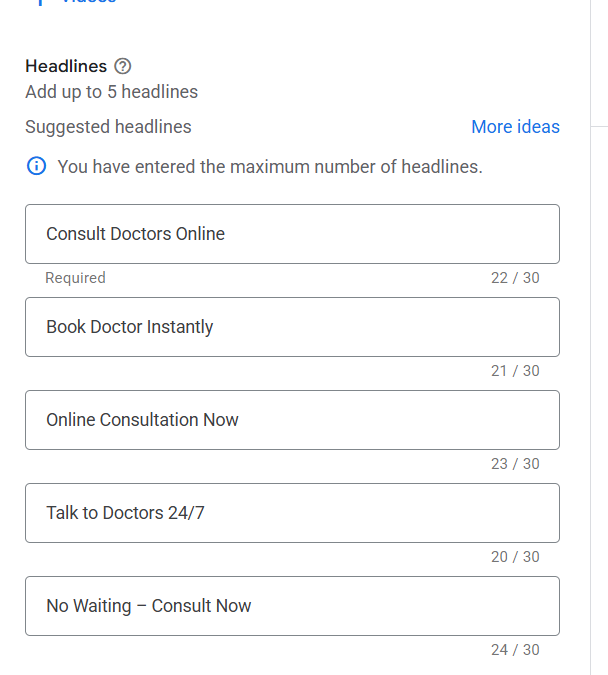 Headlines
Add up to 5 headlines
Suggested headlines More ideas
You have entered the maximum number of headlines.
Consult Doctors Online
Required 22 / 30
Book Doctor Instantly
21 / 30
Online Consultation Now
23 / 30
Talk to Doctors 24/7
20 / 30
No Waiting – Consult Now
24 / 30